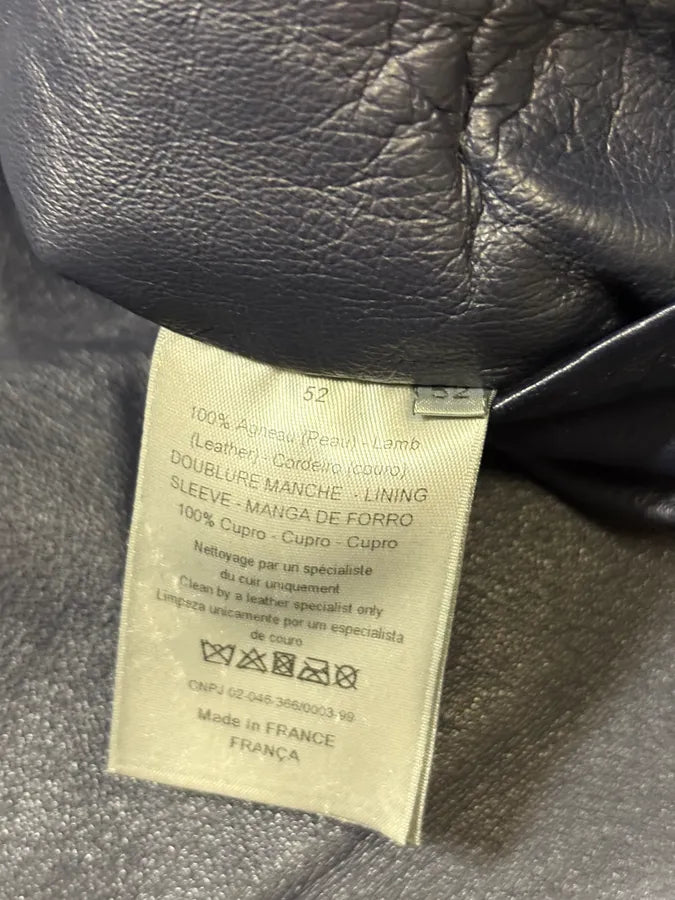 52
52
100% Agneau (Peau) - Lamb
(Leather) - Cordeiro (couro)
DOUBLURE MANCHE - LINING
SLEEVE - MANGA DE FORRO
100% Cupro - Cupro - Cupro
Nettoyage par un spécialiste
du cuir uniquement
Clean by a leather specialist only
Limpeza unicamente por um especialista
de couro
CNPJ 02-046-366/0003-99
Made in FRANCE
FRANÇA